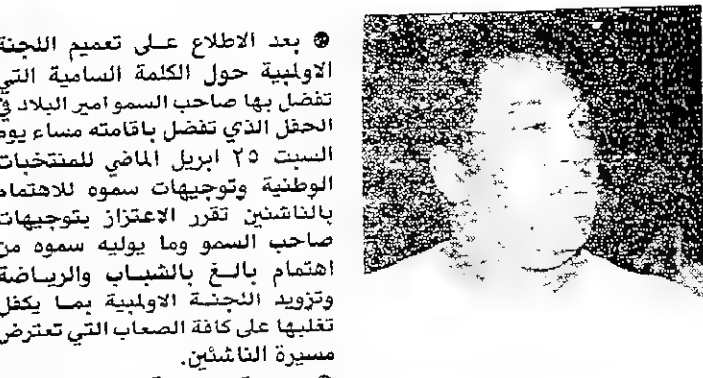 ● بعد الاطلاع على تعميم اللجنة
الاولمبية حول الكلمة السامية التي
تفضل بها صاحب السمو امير البلاد في
الحفل الذي تفضل باقامته مساء يوم
السبت ٢٥ ابريل الماضي للمنتخبات
الوطنية وتوجيهات سموه للاهتمام
بالناشئين تقرر الاعتزاز بتوجيهات
صاحب السمو وما يوليه سموه من
اهتمام بالغ بالشباب والرياضة
وتزويد اللجنة الاولمبية بما يكفل
تغلبها على كافة الصعاب التي تعترض
مسيرة الناشئين.